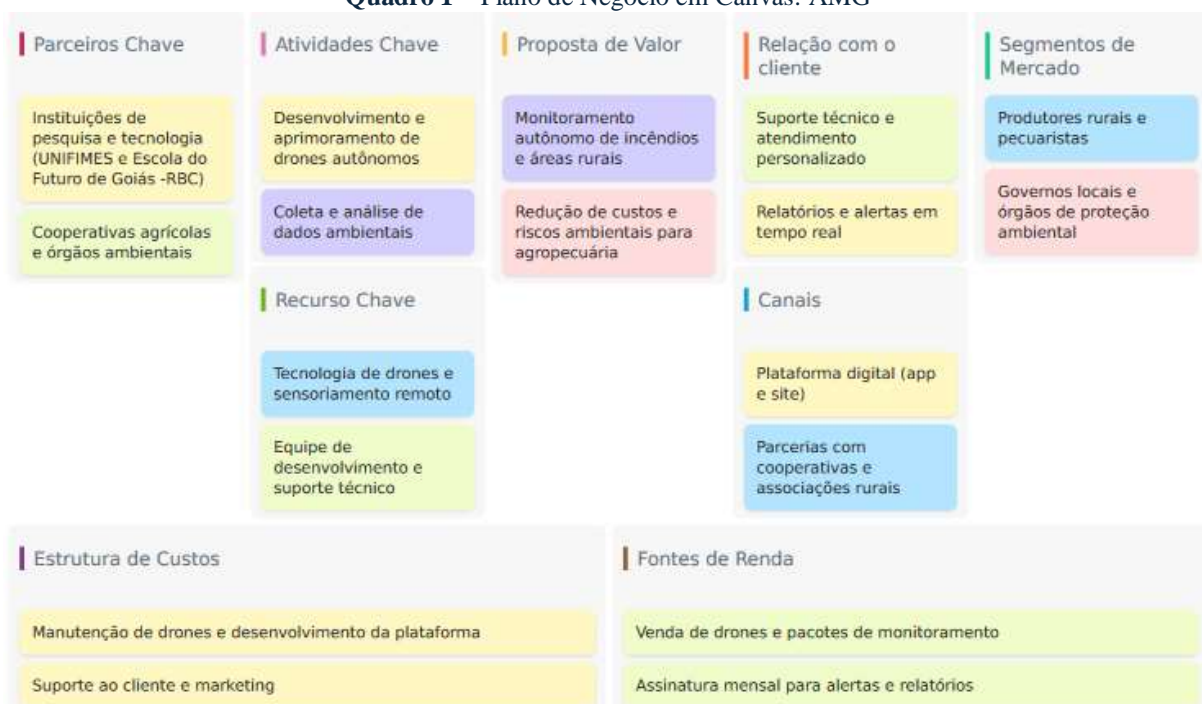 Quadro 1 – Plano de Negócio em Canvas: AMG
Parceiros Chave
Instituições de
pesquisa e tecnologia
(UNIFIMES e Escola do
Futuro de Goiás -RBC)
Cooperativas agrícolas
e órgãos ambientais
Atividades Chave
Desenvolvimento e
aprimoramento de
drones autônomos
Coleta e análise de
dados ambientais
Recurso Chave
Tecnologia de drones e
sensoriamento remoto
Equipe de
desenvolvimento e
suporte técnico
Proposta de Valor
Monitoramento
autônomo de incêndios
e áreas rurais
Redução de custos e
riscos ambientais para
agropecuária
Relação com o
cliente
Suporte técnico e
atendimento
personalizado
Relatórios e alertas em
tempo real
Canais
Plataforma digital (app
e site)
Parcerias com
cooperativas e
associações rurais
Segmentos de
Mercado
Produtores rurais e
pecuaristas
Governos locais e
órgãos de proteção
ambiental
Estrutura de Custos
Manutenção de drones e desenvolvimento da plataforma
Suporte ao cliente e marketing
Fontes de Renda
Venda de drones e pacotes de monitoramento
Assinatura mensal para alertas e relatórios